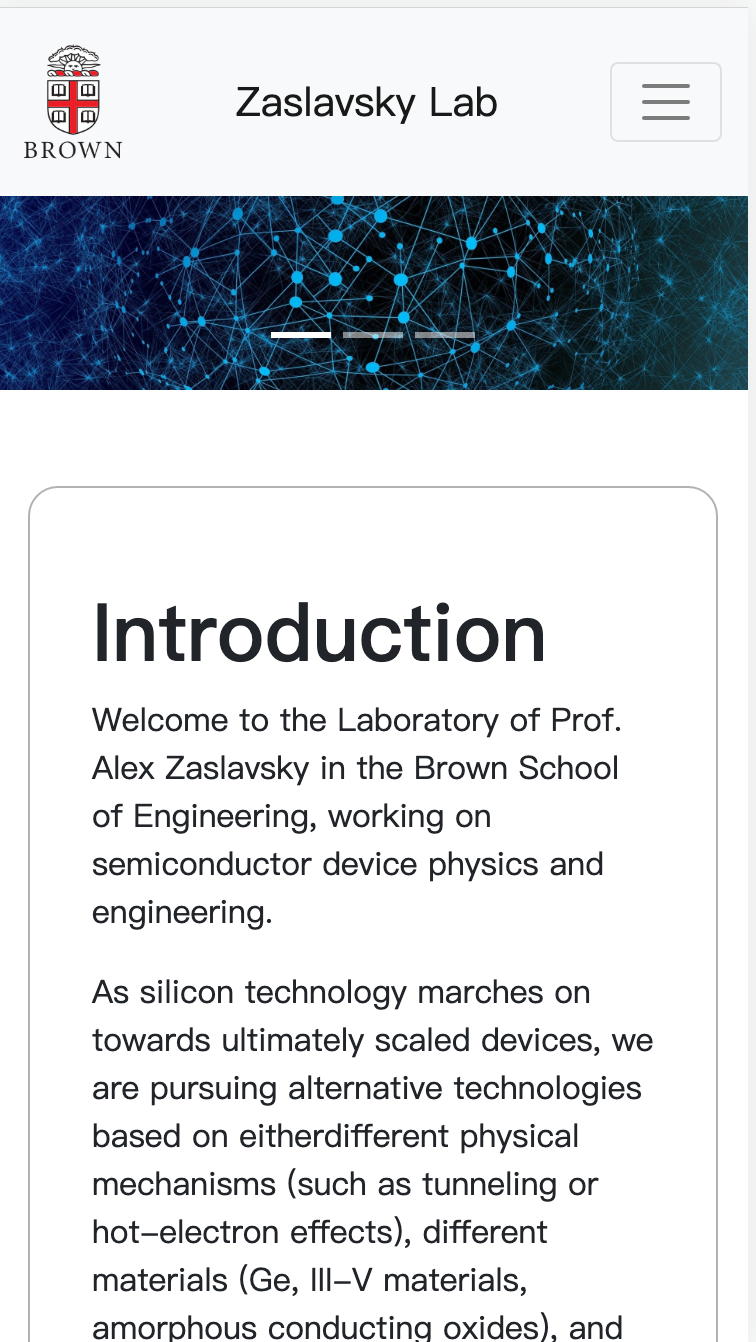 BROWN
Zaslavsky Lab
Introduction
Welcome to the Laboratory of Prof.
Alex Zaslavsky in the Brown School
of Engineering, working on
semiconductor device physics and
engineering.
As silicon technology marches on
towards ultimately scaled devices, we
are pursuing alternative technologies
based on eitherdifferent physical
mechanisms (such as tunneling or
hot–electron effects), different
materials (Ge, III–V materials,
amorphous conducting oxides), and